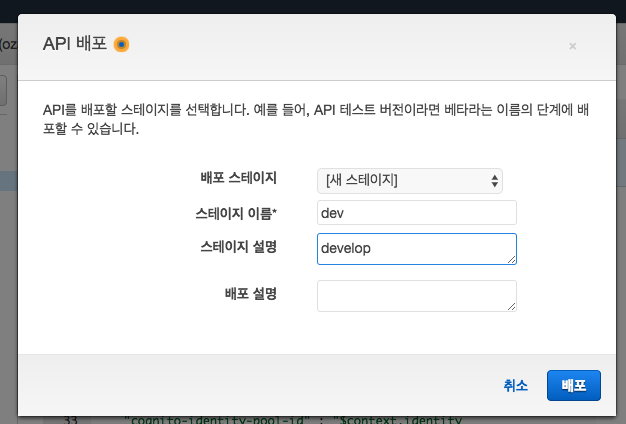 (oz
API 배포
×
API를 배포할 스테이지를 선택합니다. 예를 들어, API 테스트 버전이라면 베타라는 이름의 단계에 배
포할 수 있습니다.
배포 스테이지 [새 스테이지]
스테이지 이름* dev
스테이지 설명 develop
배포 설명
취소 배포
33 "cognito-identity-pool-id" : "$context.identity